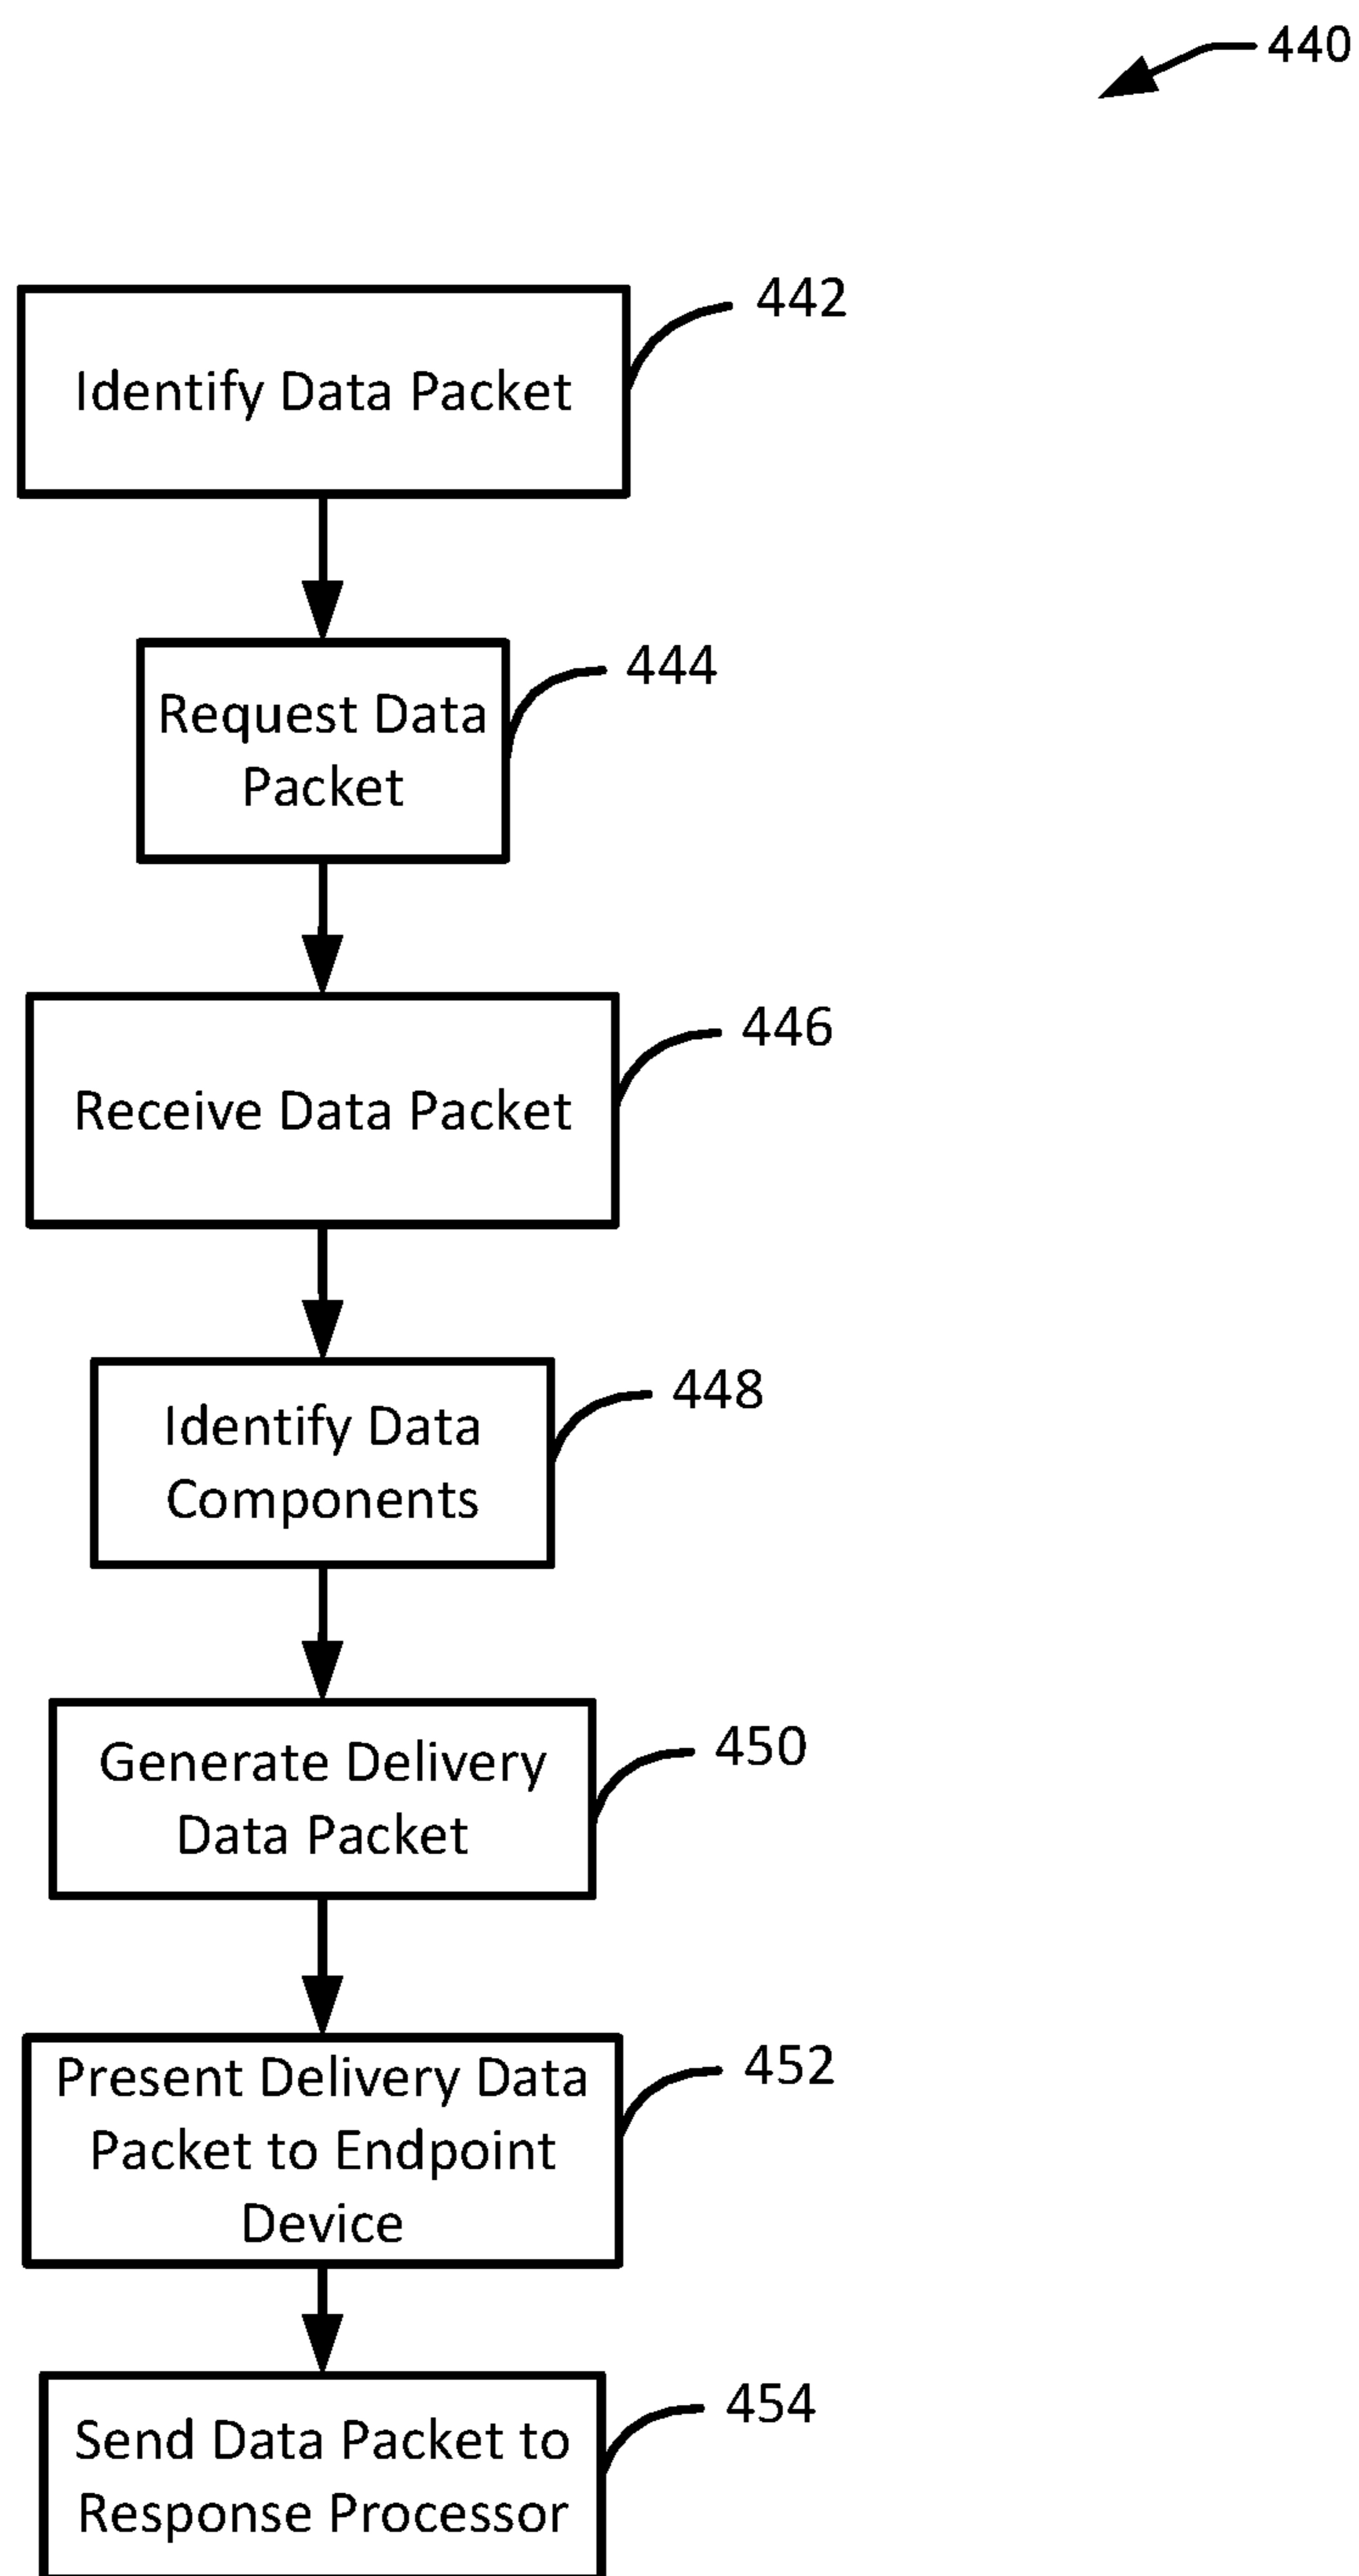 440
442
Identify Data Packet
444
Request Data
Packet
446
Receive Data Packet
448
Identify Data
Components
450
Generate Delivery
Data Packet
452
Present Delivery Data
Packet to Endpoint
Device
454
Send Data Packet to
Response Processor